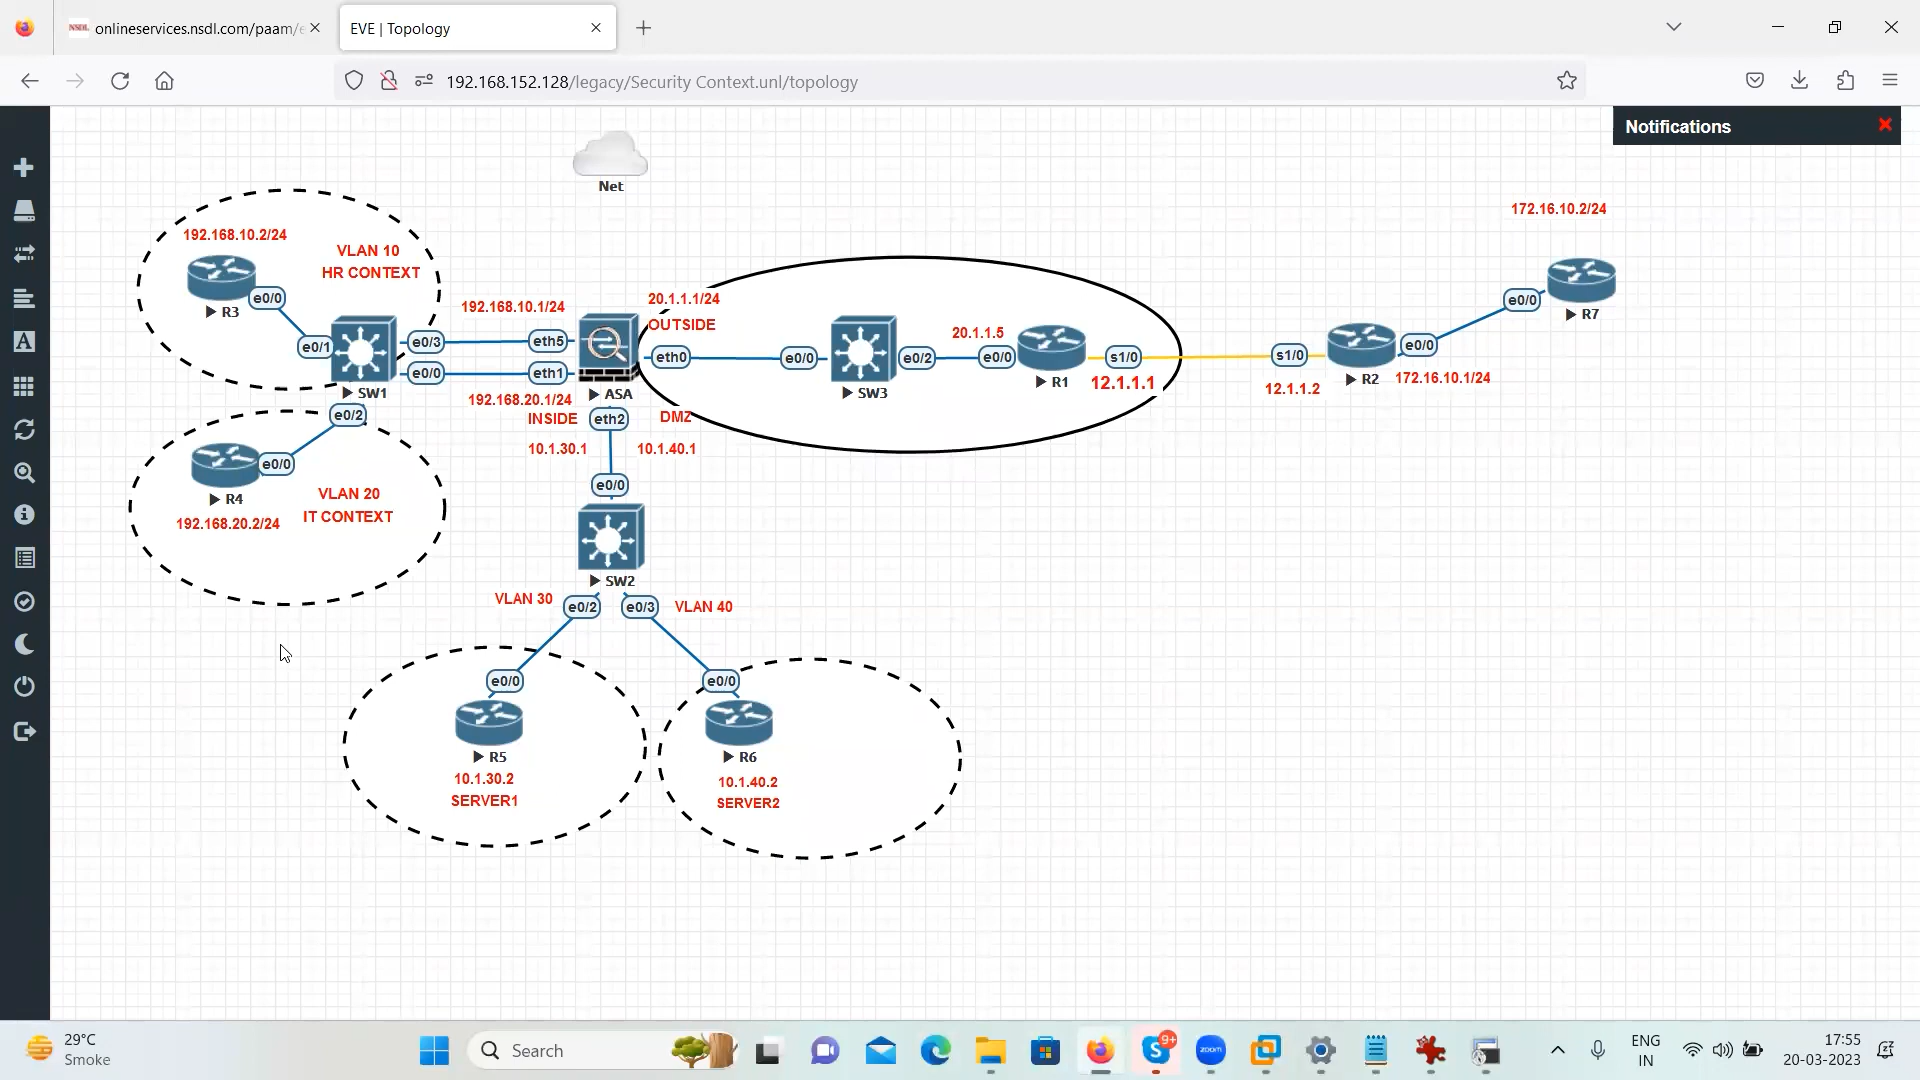 NSDL onlineservices.nsdl.com/paam/e
EVE | Topology
192.168.152.128/legacy/Security Context.unl/topology
Notifications
Net
172.16.10.2/24
192.168.10.2/24
VLAN 10
HR CONTEXT
R3
e0/0
e0/1
SW1
e0/3
e0/0
192.168.10.1/24
eth5
eth1
192.168.20.1/24
INSIDE
20.1.1.1/24
OUTSIDE
eth0
ASA
eth2
DMZ
10.1.30.1
10.1.40.1
e0/0
e0/0
SW3
e0/2
20.1.1.5
e0/0
R1
s1/0
12.1.1.1
s1/0
12.1.1.2
R2
e0/0
172.16.10.1/24
e0/0
R7
e0/2
e0/0
R4
192.168.20.2/24
VLAN 20
IT CONTEXT
SW2
VLAN 30
e0/2
e0/3
VLAN 40
e0/0
R5
10.1.30.2
SERVER1
e0/0
R6
10.1.40.2
SERVER2
29°C
Smoke
Search
9+
zoom
ENG
IN
17:55
20-03-2023